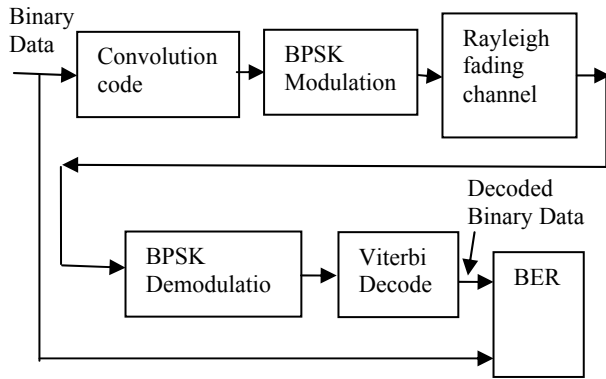 Binary
Data
Convolution
code
BPSK
Modulation
Rayleigh
fading
channel
Decoded
Binary Data
BPSK
Demodulatio
Viterbi
Decode
BER